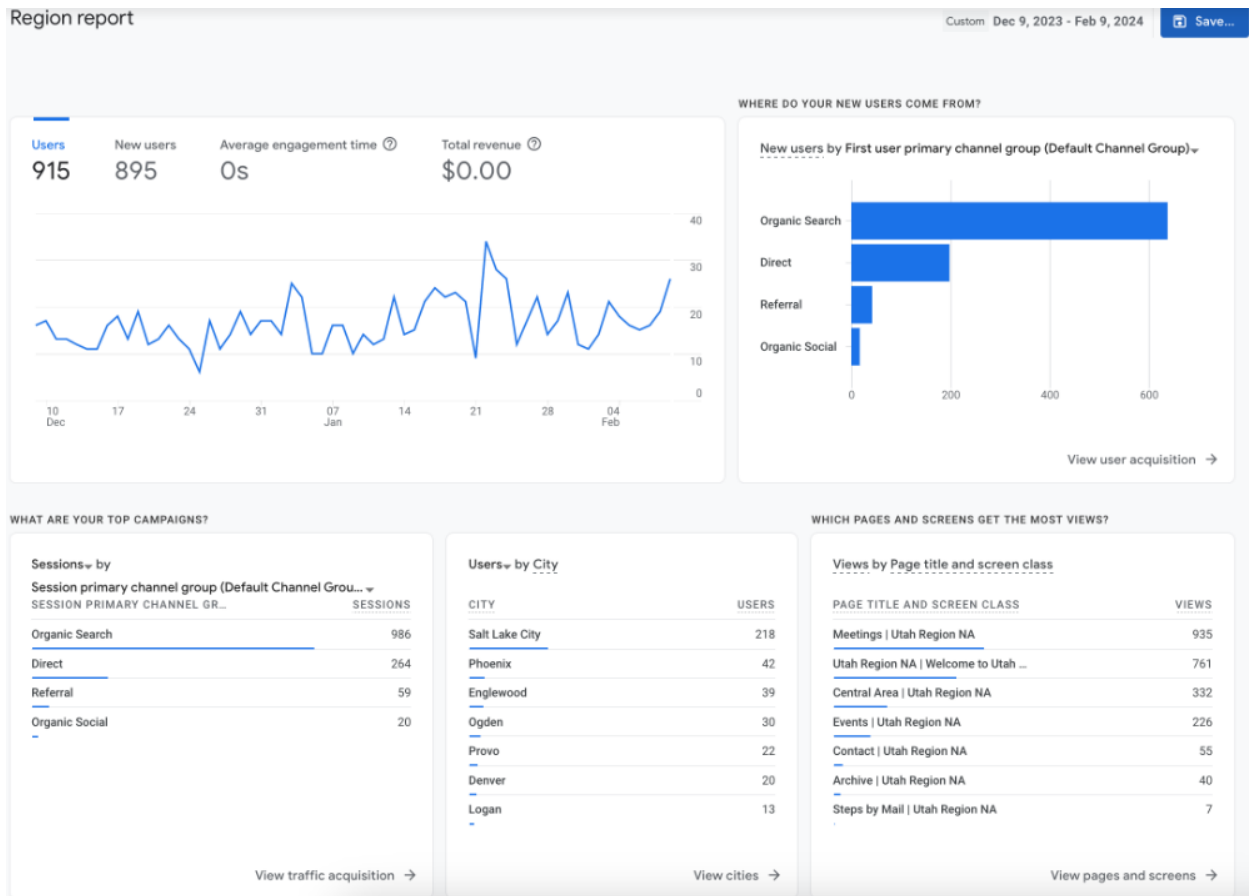 Region report
Custom Dec 9, 2023 - Feb 9, 2024
Save...
Users
915
New users
895
Average engagement time
0s
Total revenue
$0.00
40
30
20
10
0
10
Dec
17
24
31
07
Jan
14
21
28
04
Feb
WHERE DO YOUR NEW USERS COME FROM?
New users by First user primary channel group (Default Channel Group)
Organic Search
Direct
Referral
Organic Social
0
200
400
600
View user acquisition
WHAT ARE YOUR TOP CAMPAIGNS?
Sessions by
Session primary channel group (Default Channel Grou...
SESSION PRIMARY CHANNEL GR... SESSIONS
Organic Search 986
Direct 264
Referral 59
Organic Social 20
View traffic acquisition
Users by City
CITY USERS
Salt Lake City 218
Phoenix 42
Englewood 39
Ogden 30
Provo 22
Denver 20
Logan 13
View cities
WHICH PAGES AND SCREENS GET THE MOST VIEWS?
Views by Page title and screen class
PAGE TITLE AND SCREEN CLASS VIEWS
Meetings | Utah Region NA 935
Utah Region NA | Welcome to Utah ... 761
Central Area | Utah Region NA 332
Events | Utah Region NA 226
Contact | Utah Region NA 55
Archive | Utah Region NA 40
Steps by Mail | Utah Region NA 7
View pages and screens